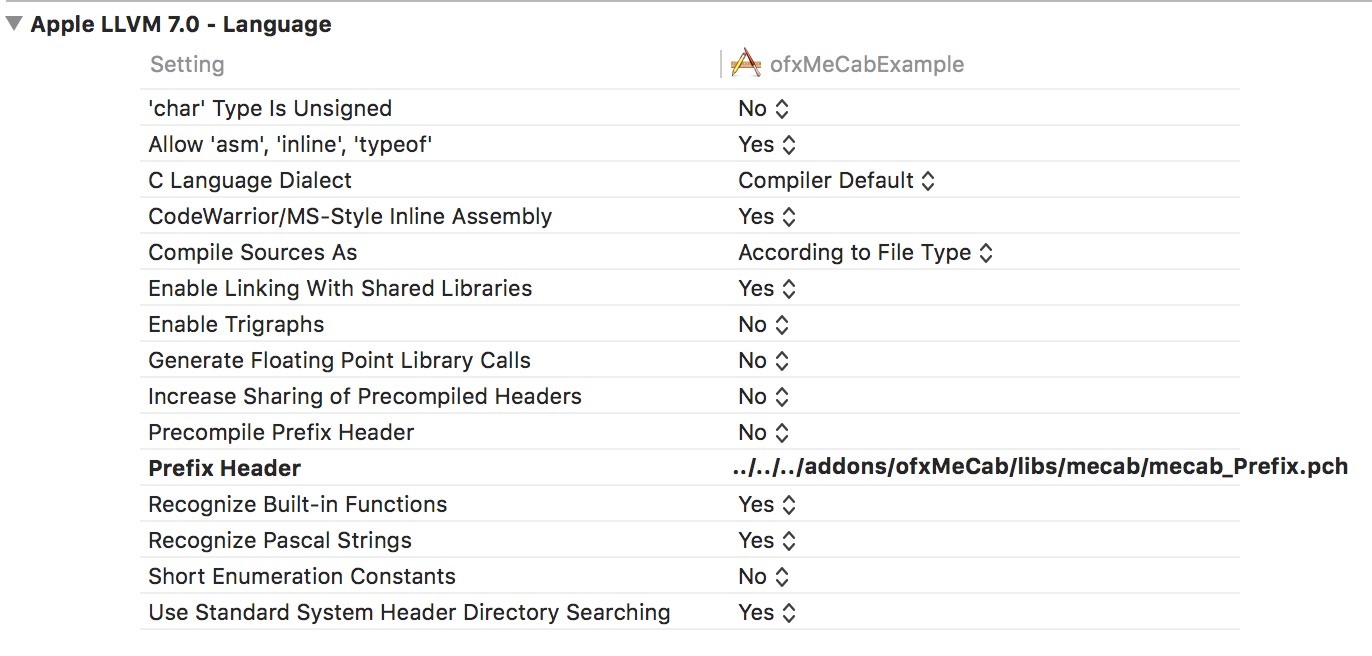 Apple LLVM 7.0 - Language
Setting ofxMeCabExample
'char' Type Is Unsigned No
Allow 'asm', 'inline', 'typeof' Yes
C Language Dialect Compiler Default
CodeWarrior/MS-Style Inline Assembly Yes
Compile Sources As According to File Type
Enable Linking With Shared Libraries Yes
Enable Trigraphs No
Generate Floating Point Library Calls No
Increase Sharing of Precompiled Headers No
Precompile Prefix Header No
Prefix Header ../../../addons/ofxMeCab/libs/mecab/mecab_Prefix.pch
Recognize Built-in Functions Yes
Recognize Pascal Strings Yes
Short Enumeration Constants No
Use Standard System Header Directory Searching Yes